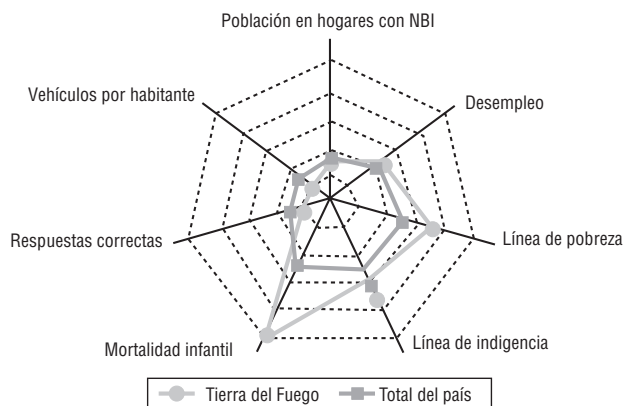 Población en hogares con NBI
Vehículos por habitante
Desempleo
Respuestas correctas
Línea de pobreza
Mortalidad infantil
Línea de indigencia
Tierra del Fuego Total del país